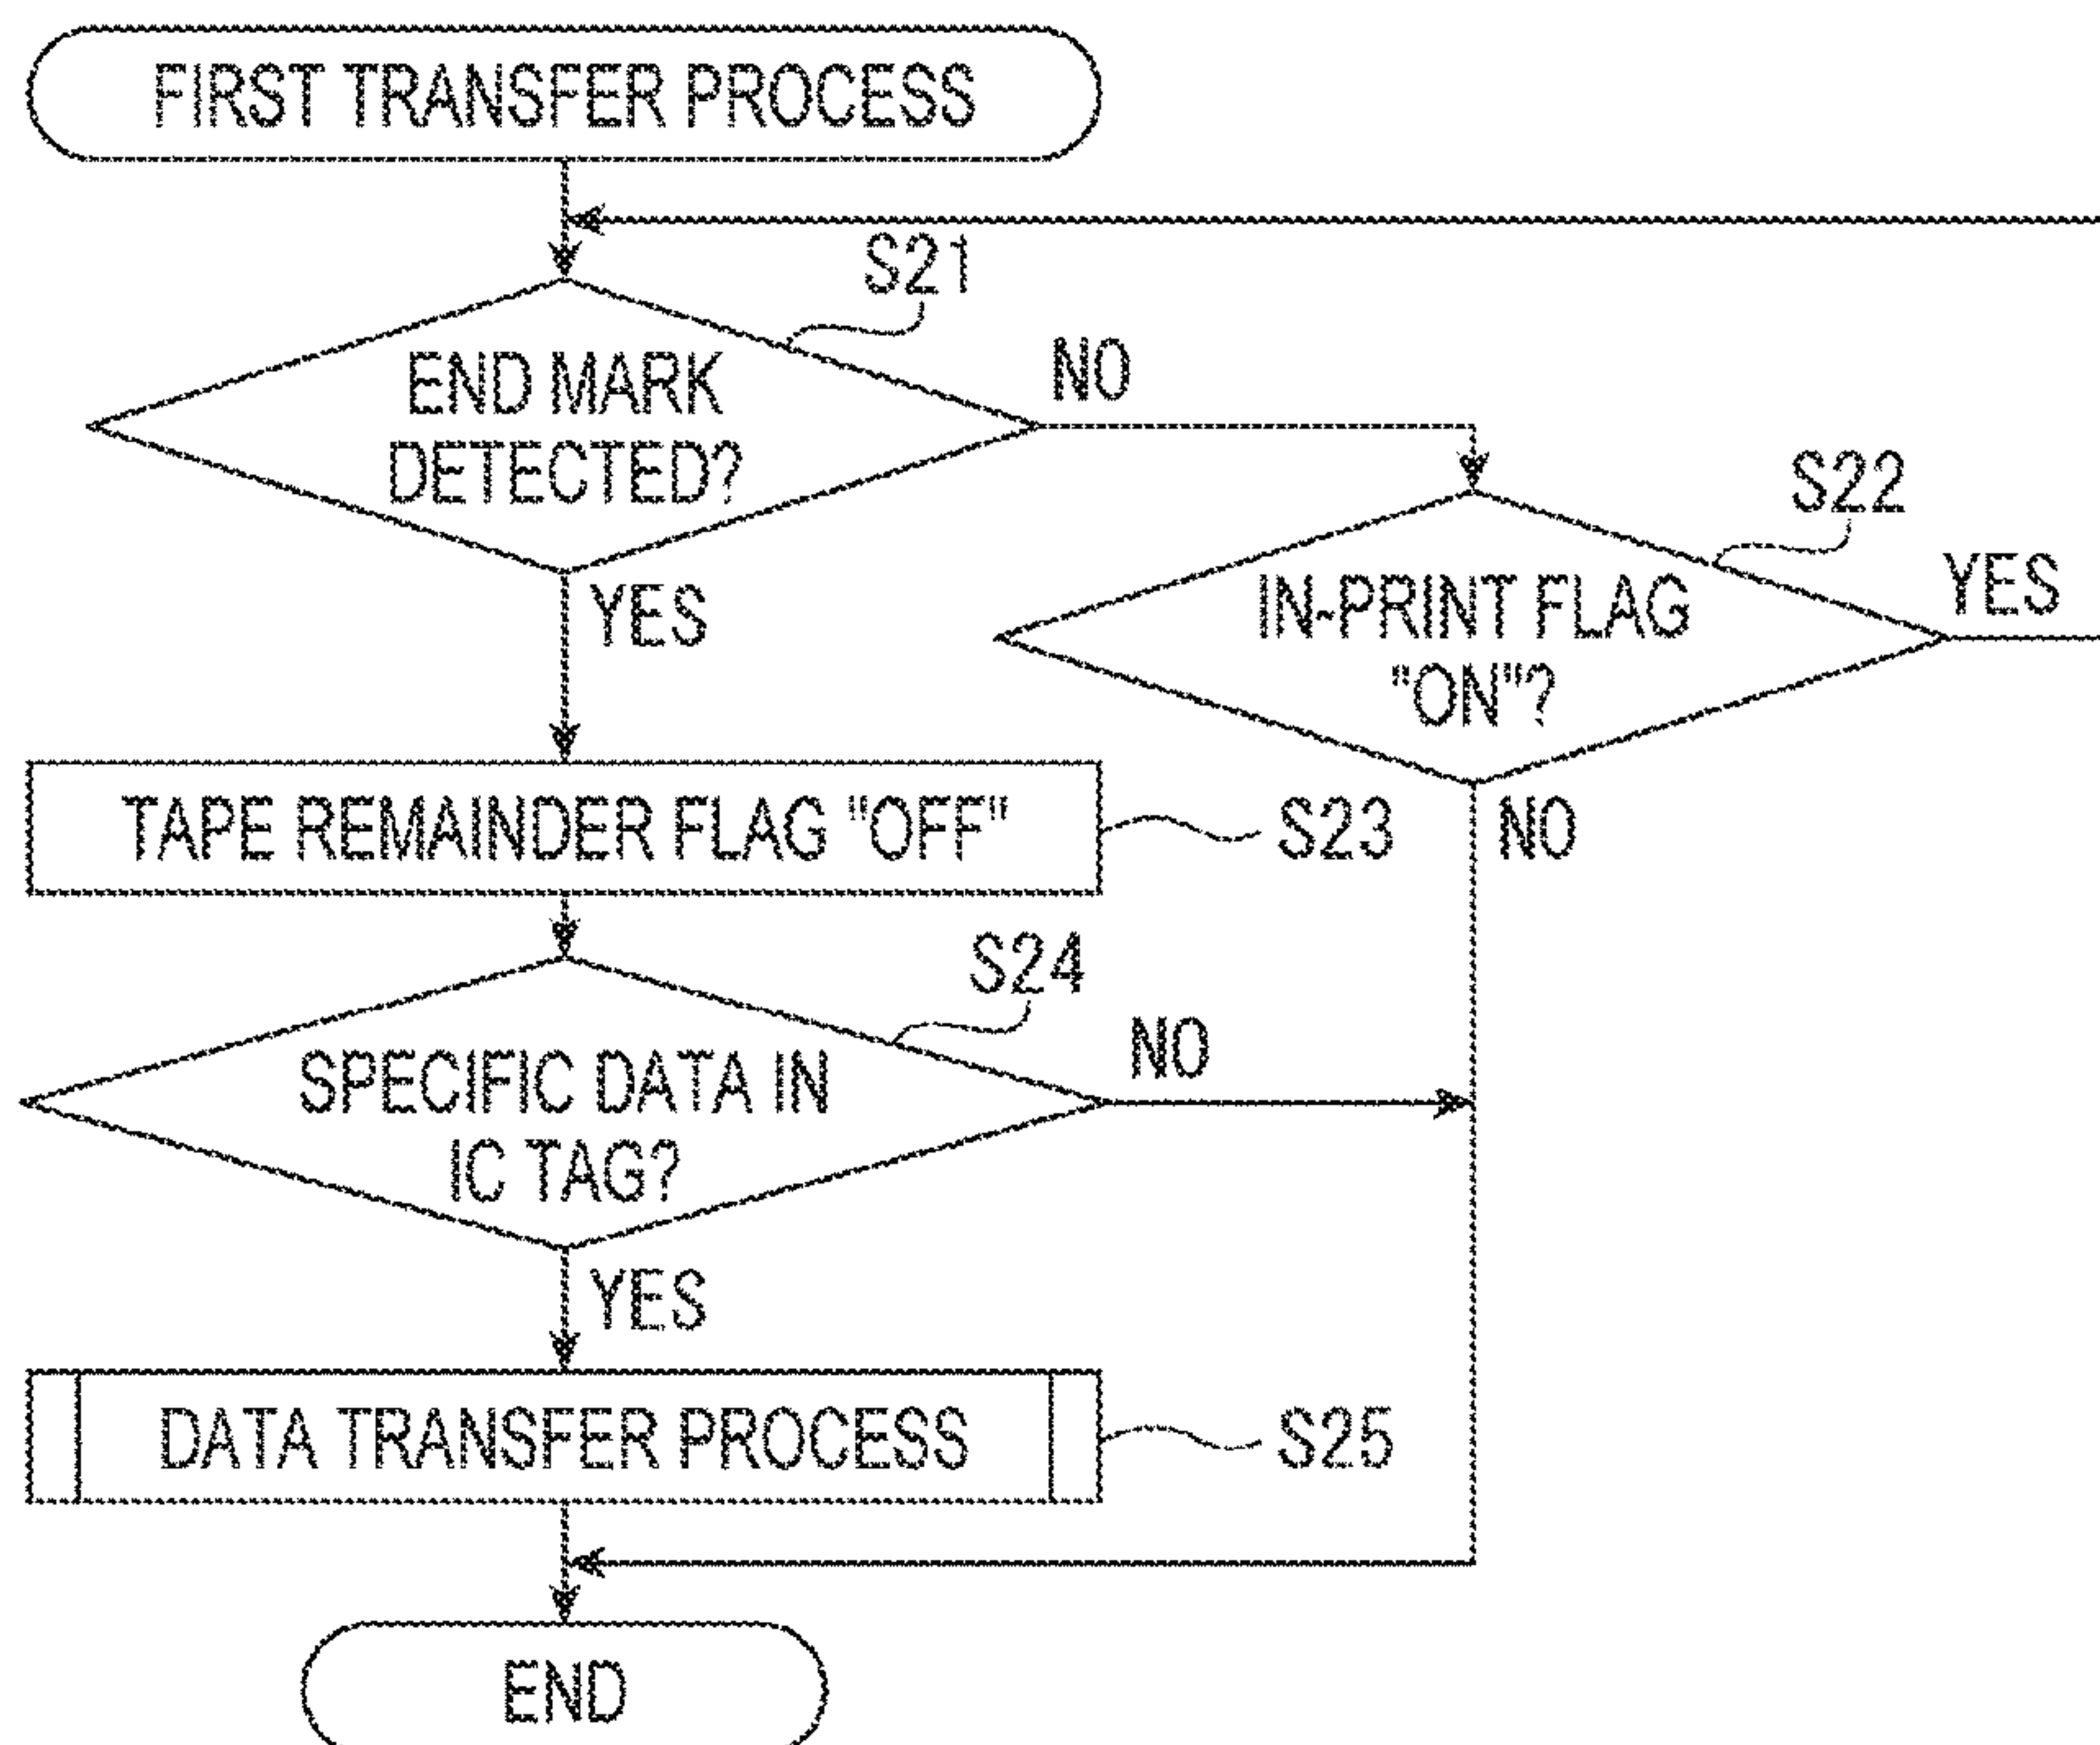 FIRST TRANSFER PROCESS
S21
END MARK
DETECTED?
NO
YES
S22
IN-PRINT FLAG
"ON"?
YES
NO
TAPE REMAINDER FLAG "OFF"
S23
S24
SPECIFIC DATA IN
IC TAG?
NO
YES
DATA TRANSFER PROCESS
S25
END